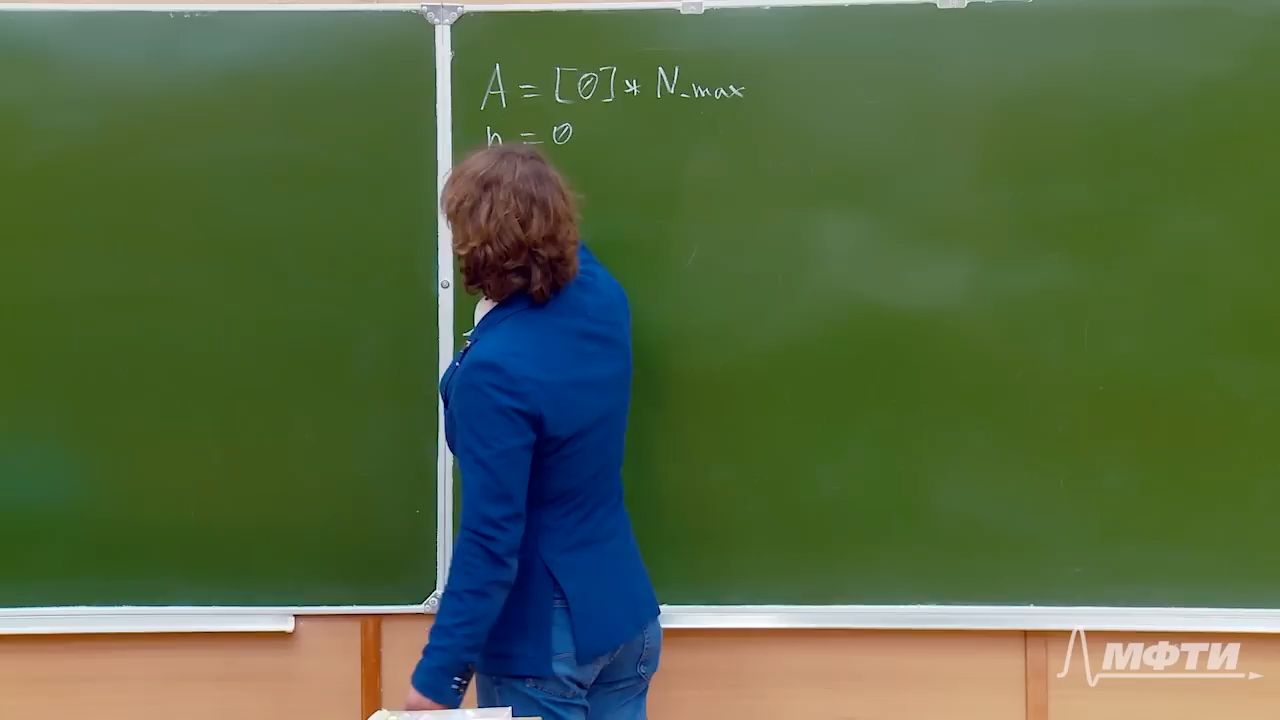 A = [0] * N_max
n = 0
МФТИ